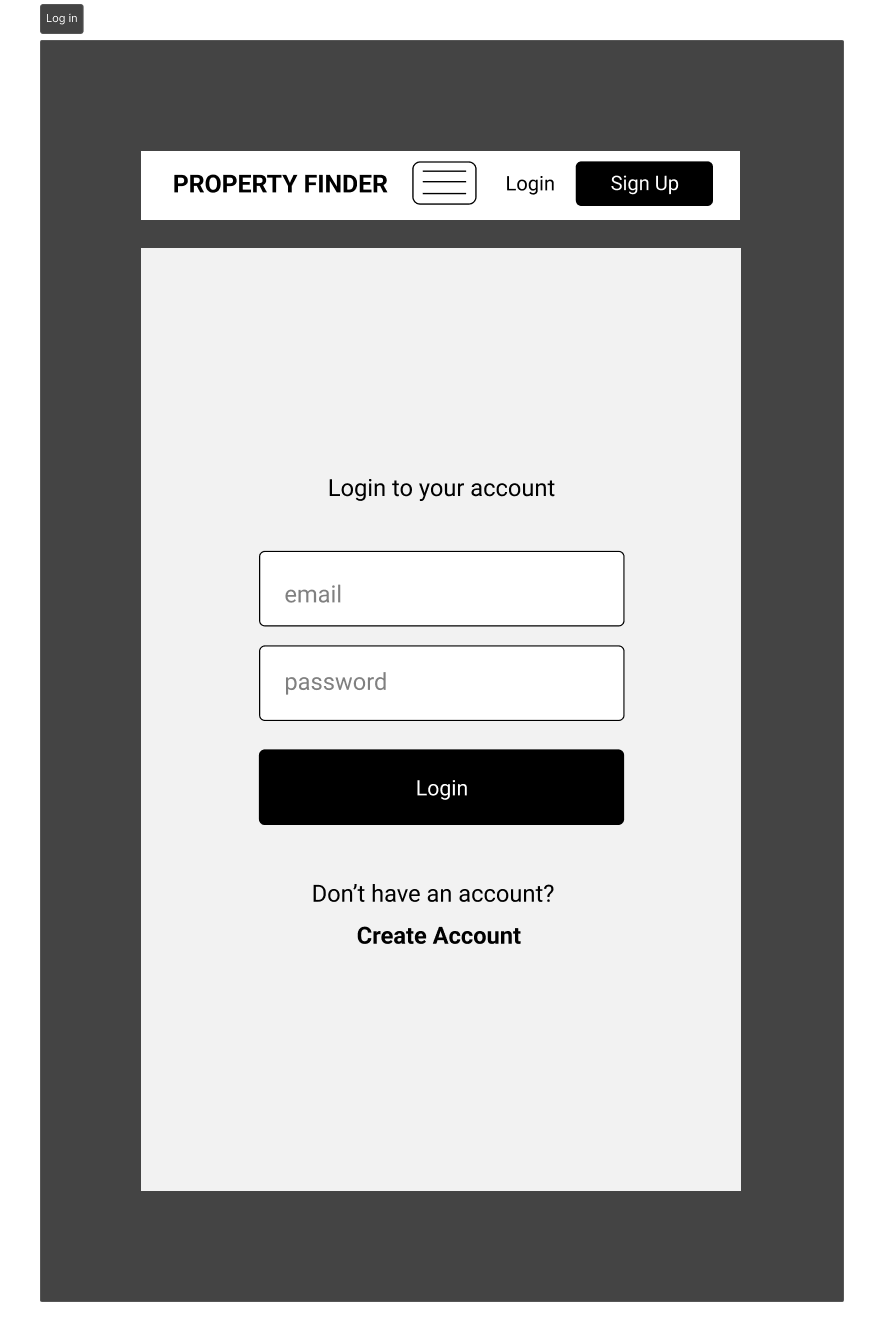 Log in
PROPERTY FINDER Login Sign Up
Login to your account
email
password
Login
Don’t have an account?
Create Account